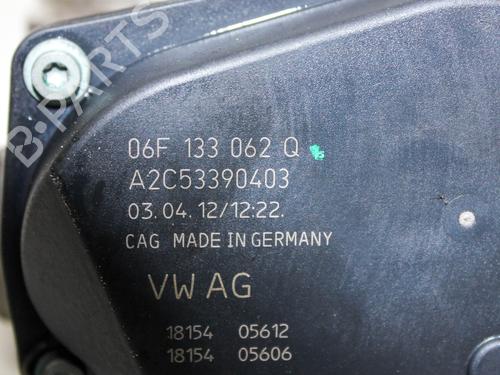 B-PARTS
06F 133 062 Q
A2C53390403
03.04.12/12:22.
CAG MADE IN GERMANY
VW AG
18154 05612
18154 05606